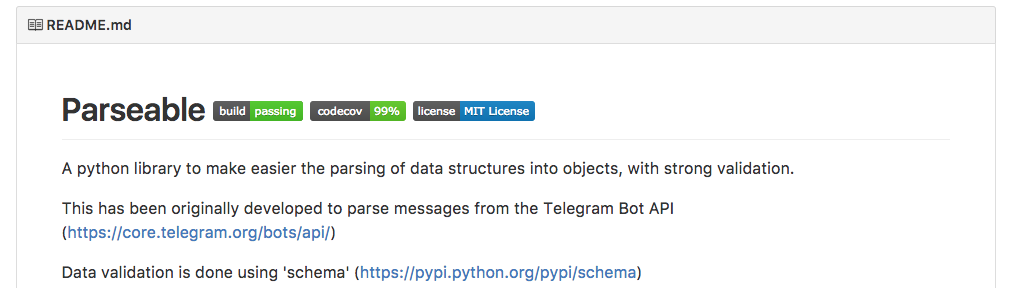 README.md
Parseable build passing codecov 99% license MIT License
A python library to make easier the parsing of data structures into objects, with strong validation.
This has been originally developed to parse messages from the Telegram Bot API
(https://core.telegram.org/bots/api/)
Data validation is done using 'schema' (https://pypi.python.org/pypi/schema)